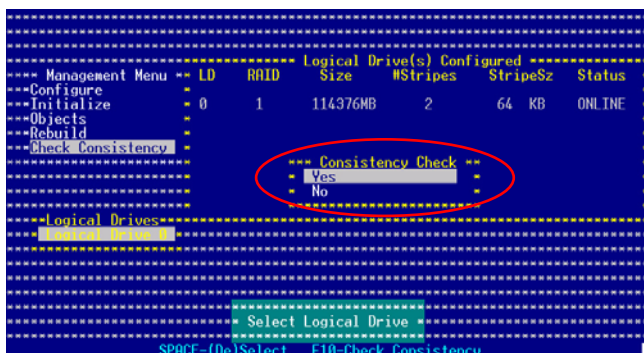 Logical Drive(s) Configured
Management Menu LD RAID Size #Stripes StripeSz Status
Configure
Initialize 0 1 114376MB 2 64 KB ONLINE
Objects
Rebuild
Check Consistency
Consistency Check
Yes
No
Logical Drives
Logical Drive 0
Select Logical Drive
SPACE-(De)Select F10-Check Consistency